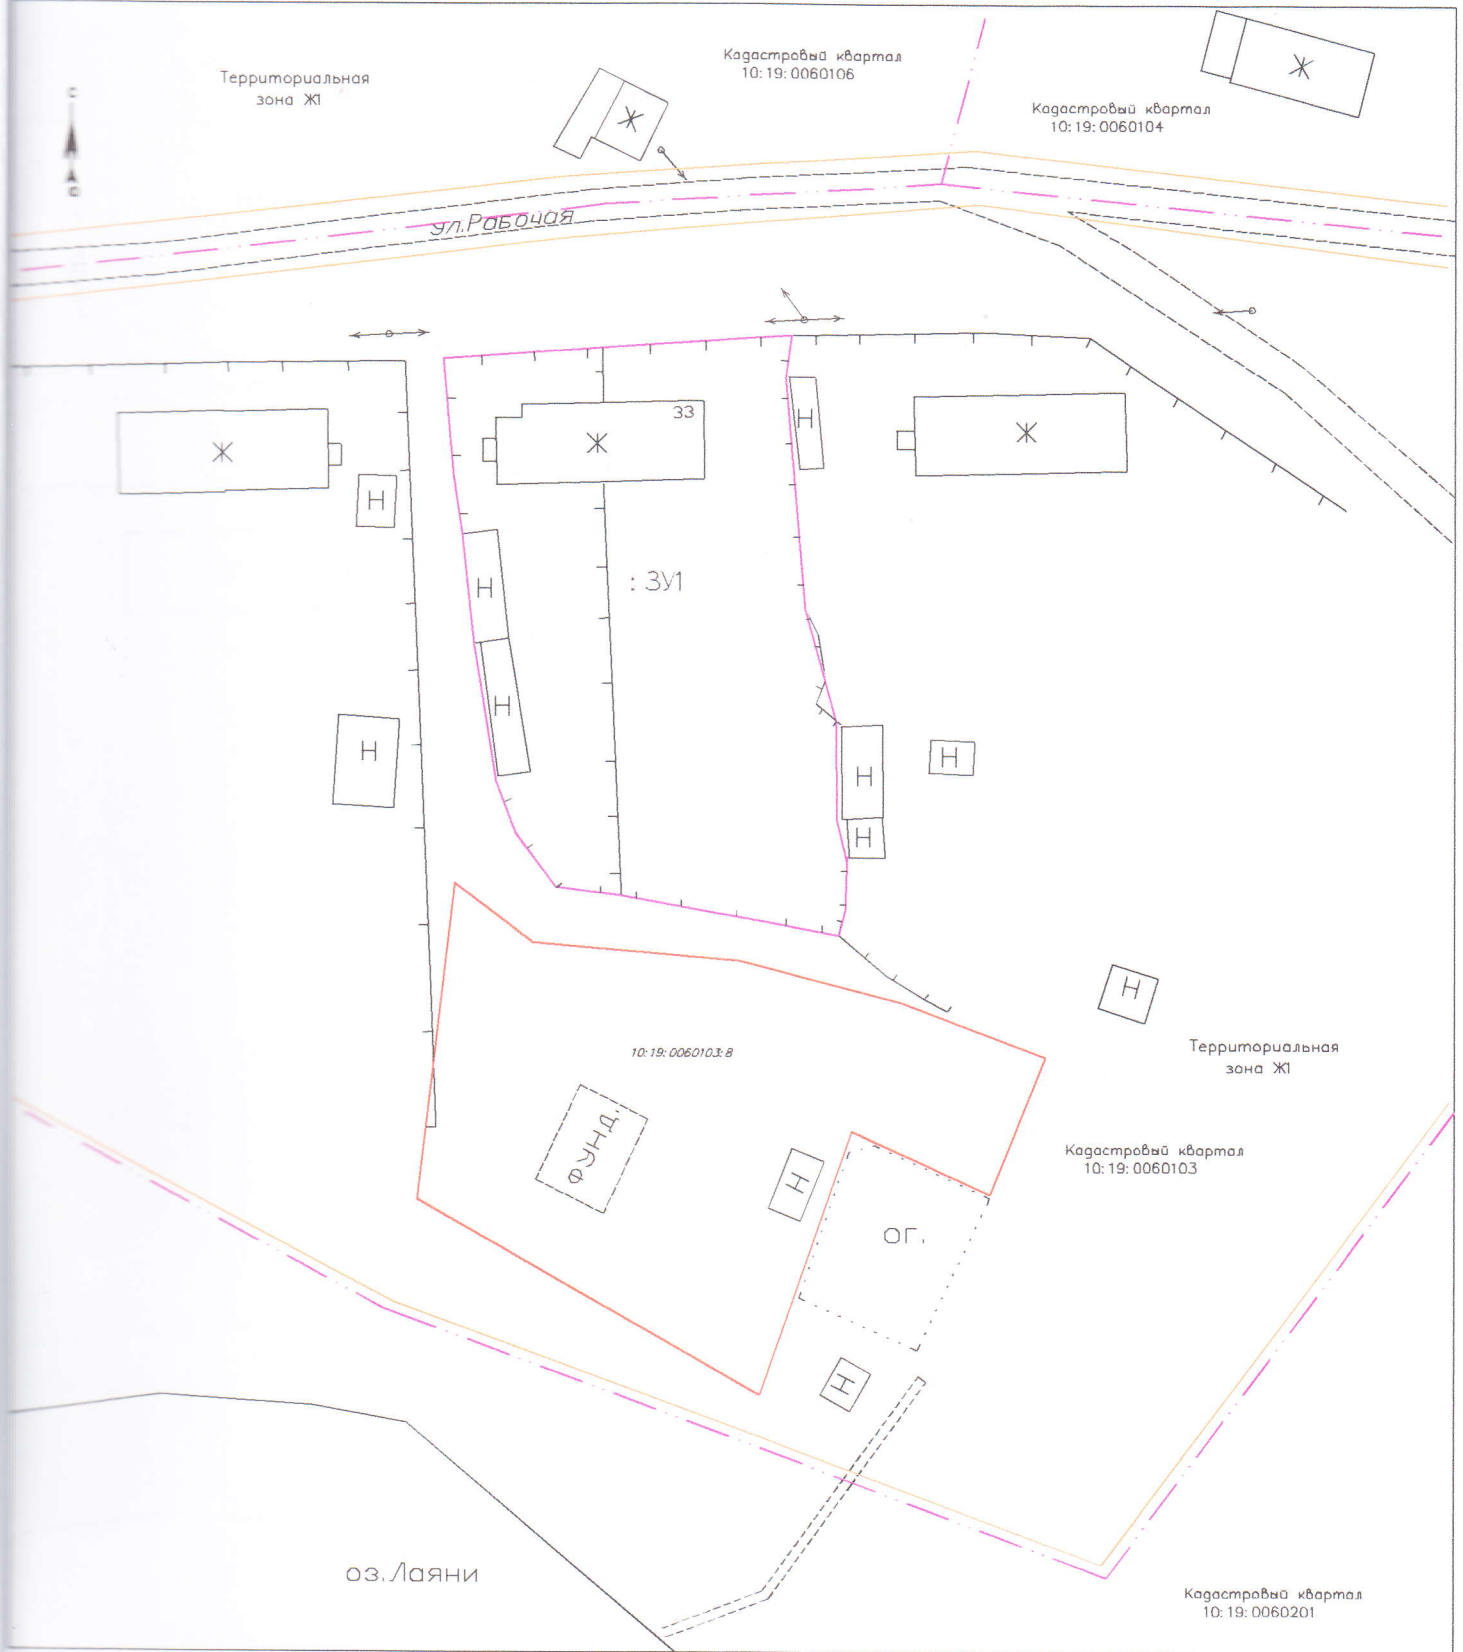 Кадастровый квартал
10:19:0060106
Территориальная
зона Ж1
Ж
Ж
Кадастровый квартал
10:19:0060104
С
Ю
ул.Рабочая
33
Ж
Ж
Ж
Н
Н
Н
:ЗУ1
Н
Н
Н
Н
Н
Н
Н
10:19:0060103:8
Территориальная
зона Ж1
фунд.
Н
Кадастровый квартал
10:19:0060103
ог.
Н
оз.Лаяни
Кадастровый квартал
10:19:0060201